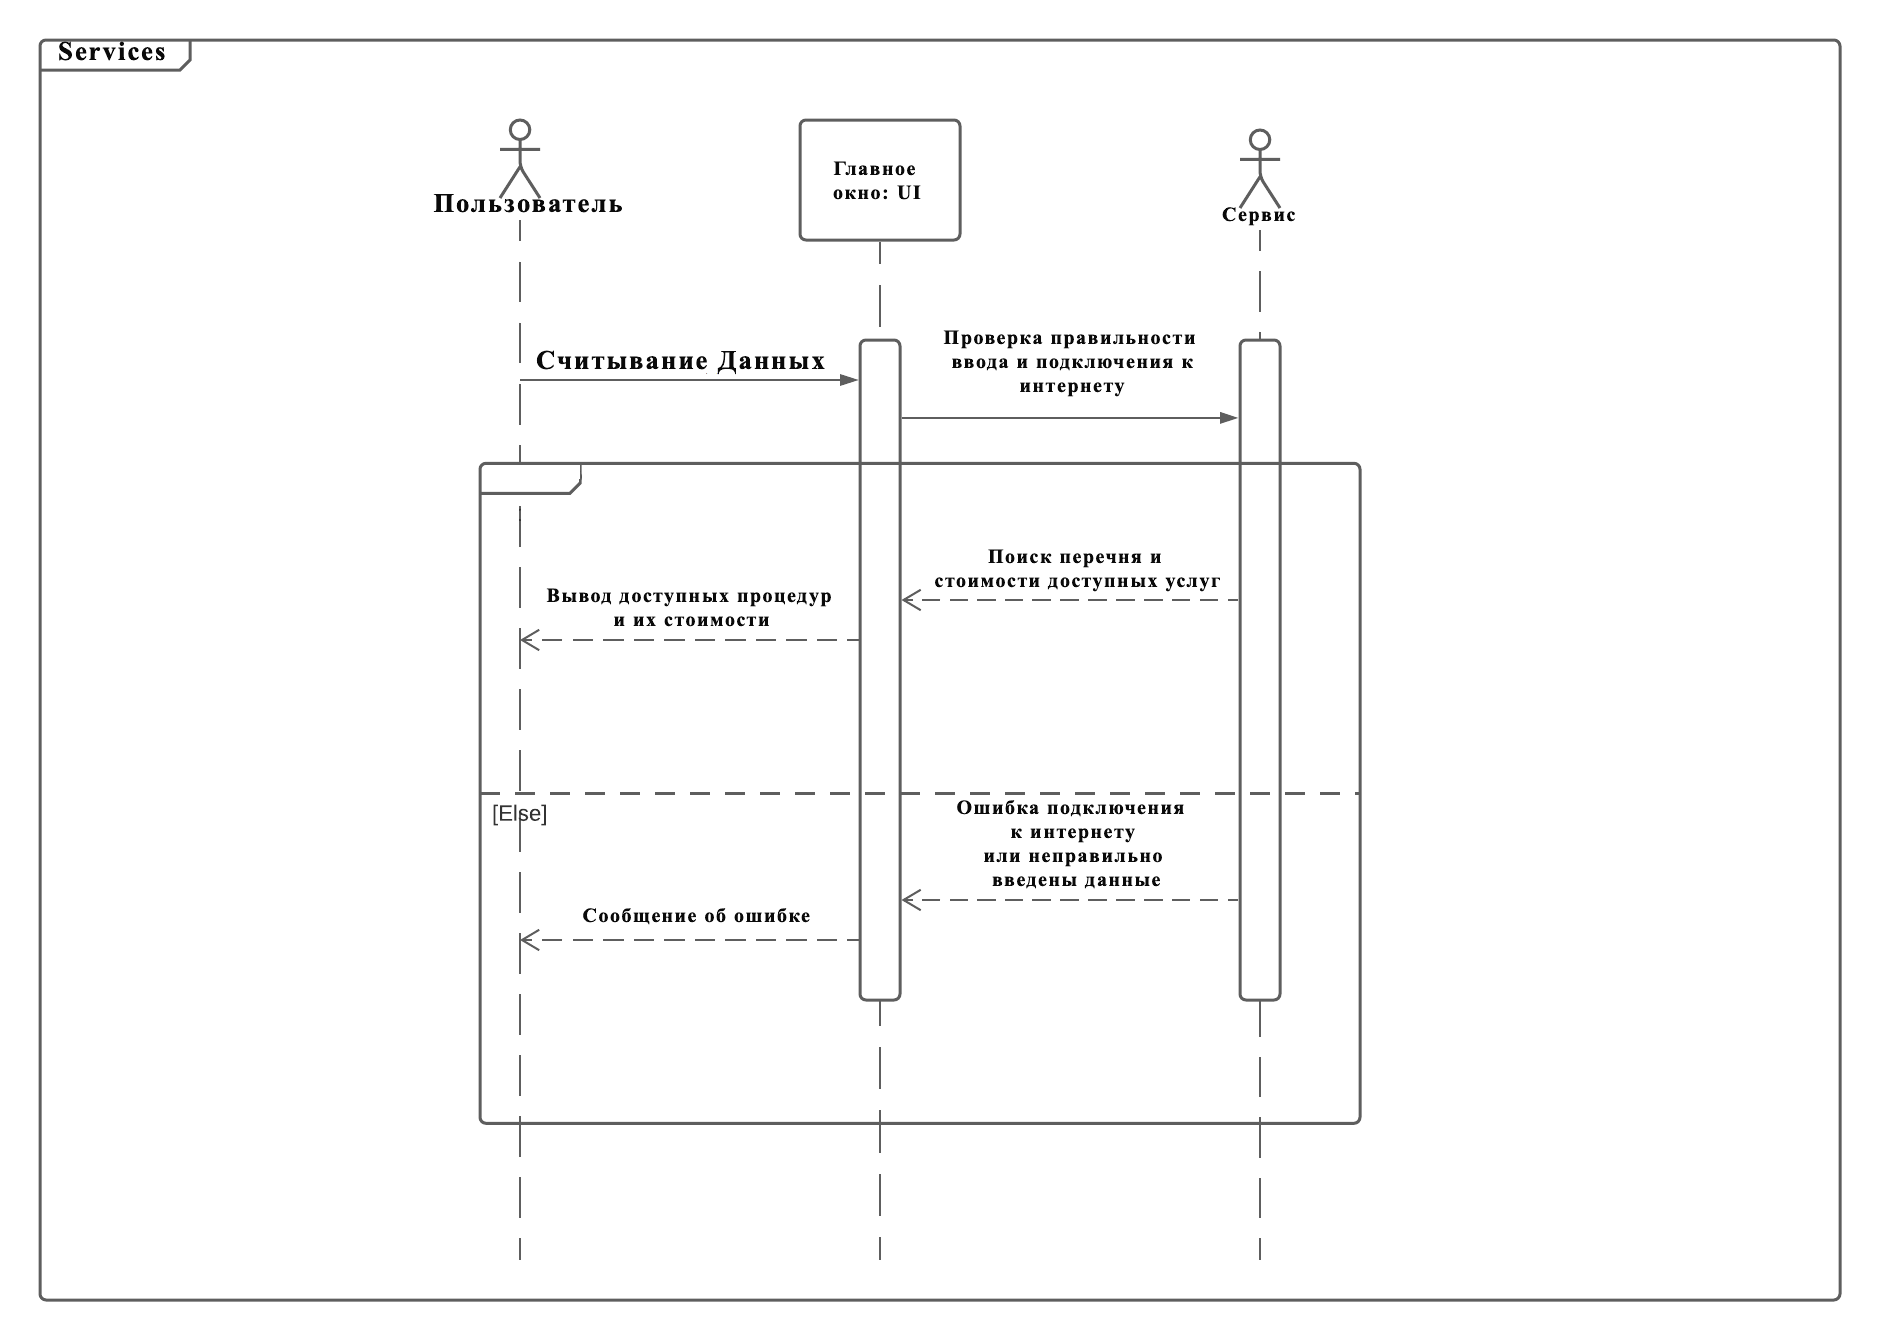 Services
Пользователь
Главное
окно: UI
Сервис
Считывание Данных
Проверка правильности
ввода и подключения к
интернету
Поиск перечня и
стоимости доступных услуг
Вывод доступных процедур
и их стоимости
[Else]
Ошибка подключения
к интернету
или неправильно
введены данные
Сообщение об ошибке